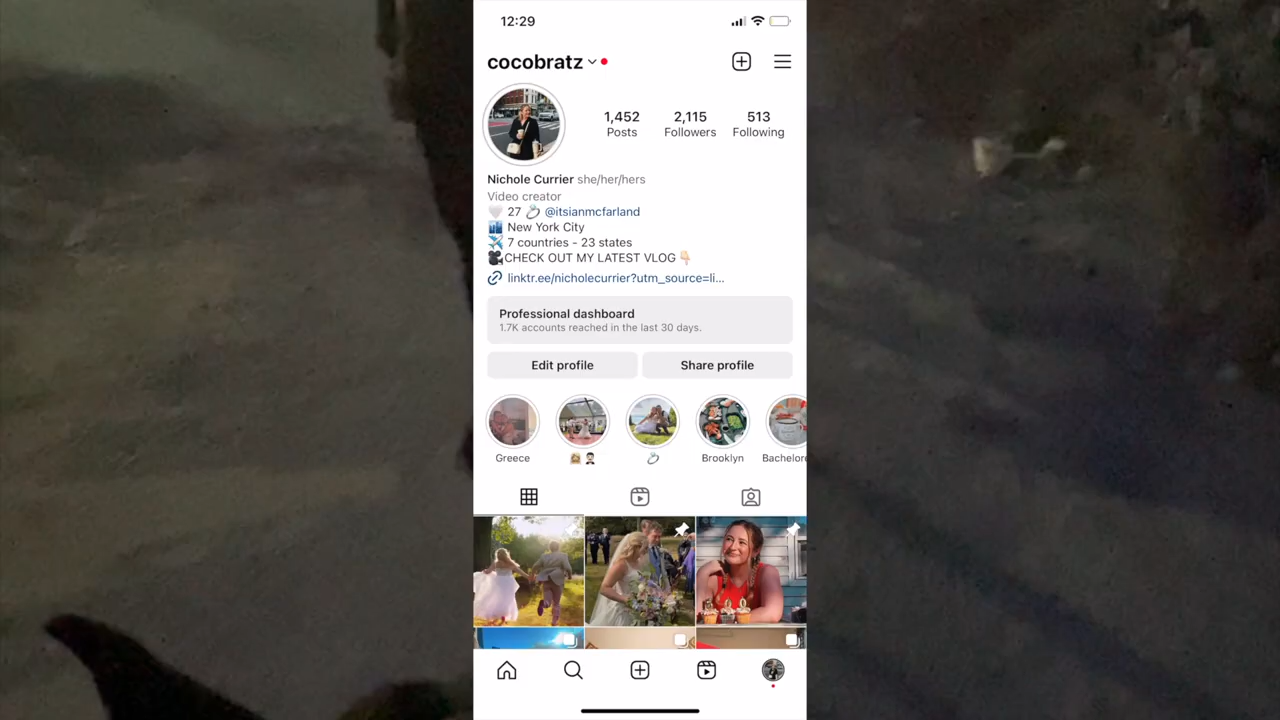 12:29
cocobratz
1,452 2,115 513
Posts Followers Following
Nichole Currier she/her/hers
Video creator
🤍 27 💍 @itsianmcfarland
🏙️ New York City
✈️ 7 countries - 23 states
🎥CHECK OUT MY LATEST VLOG👇🏻
linktr.ee/nicholecurrier?utm_source=li...
Professional dashboard
1.7K accounts reached in the last 30 days.
Edit profile Share profile
Greece 👰🏼🤵🏻 💍 Brooklyn Bachelore